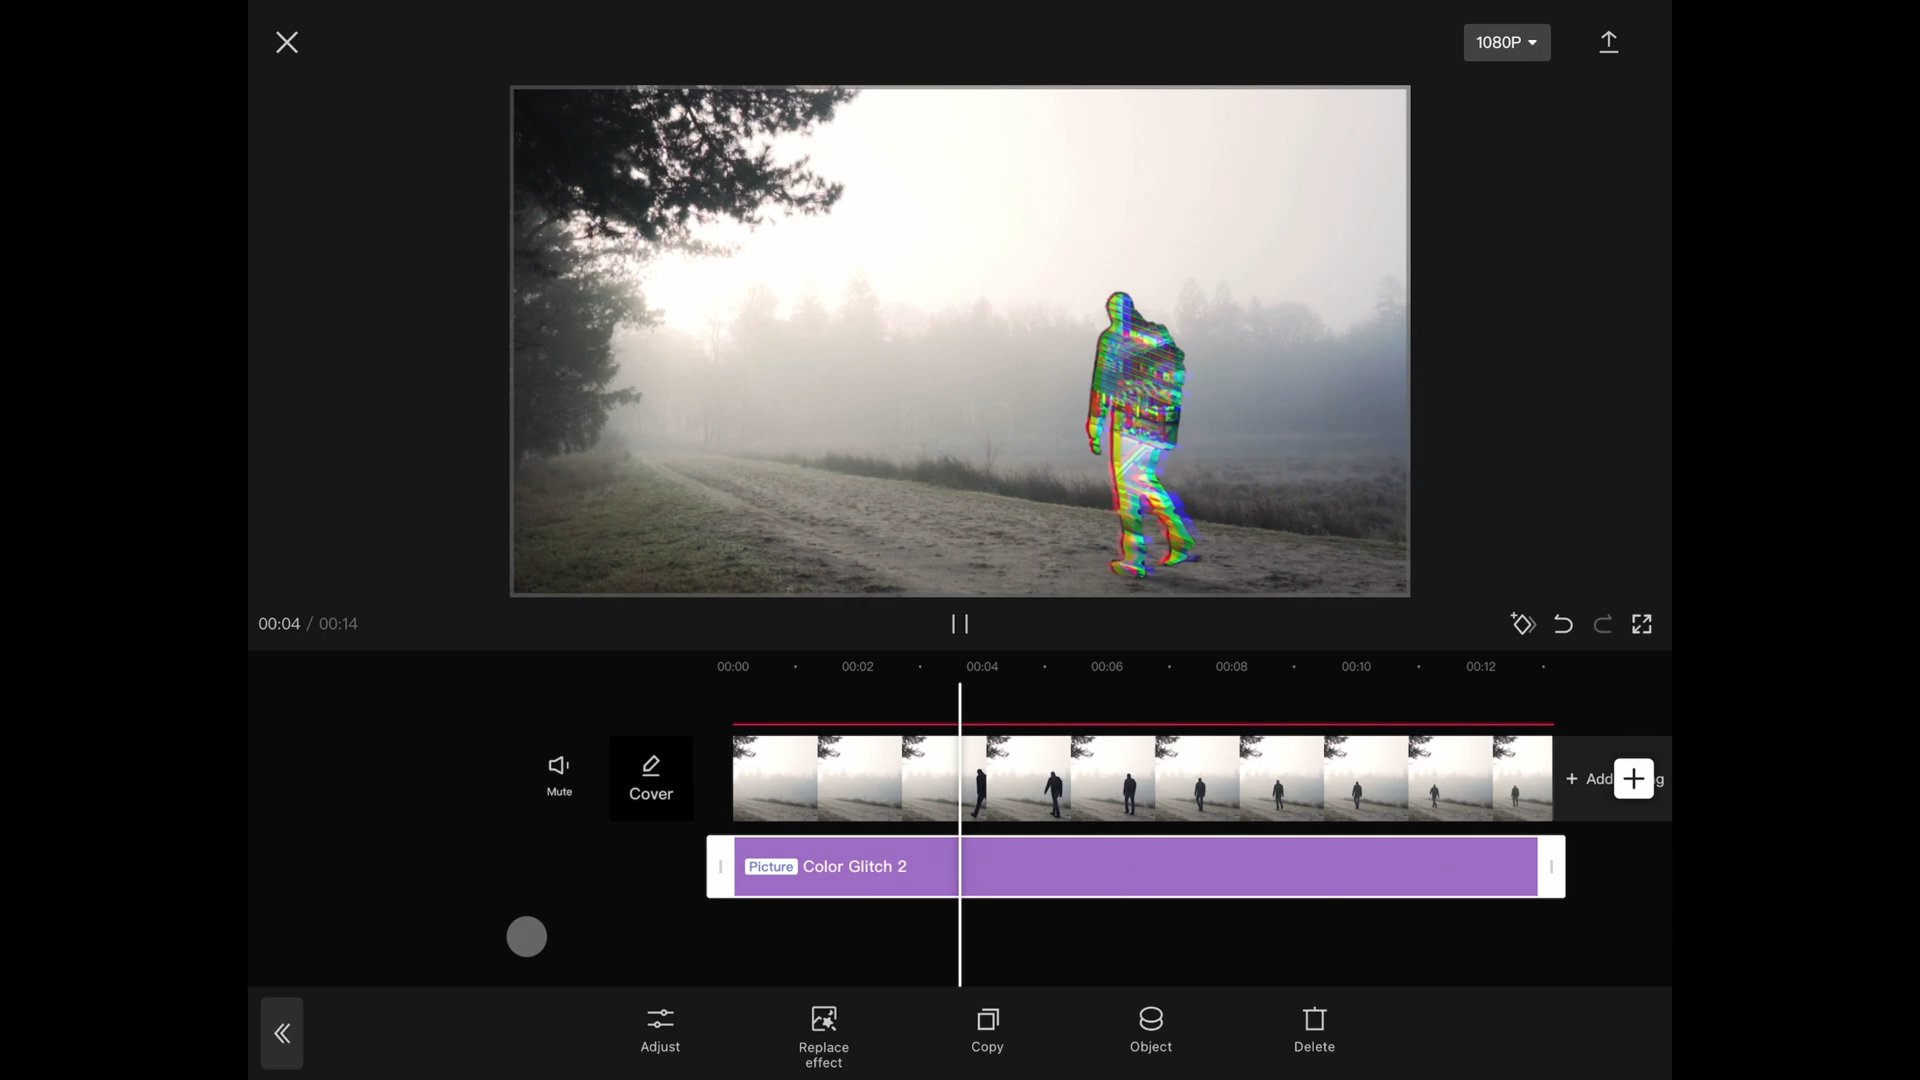 1080P
00:04 / 00:14
00:00 00:02 00:04 00:06 00:08 00:10 00:12
Mute
Cover
+ Add
Picture Color Glitch 2
Adjust
Replace
effect
Copy
Object
Delete